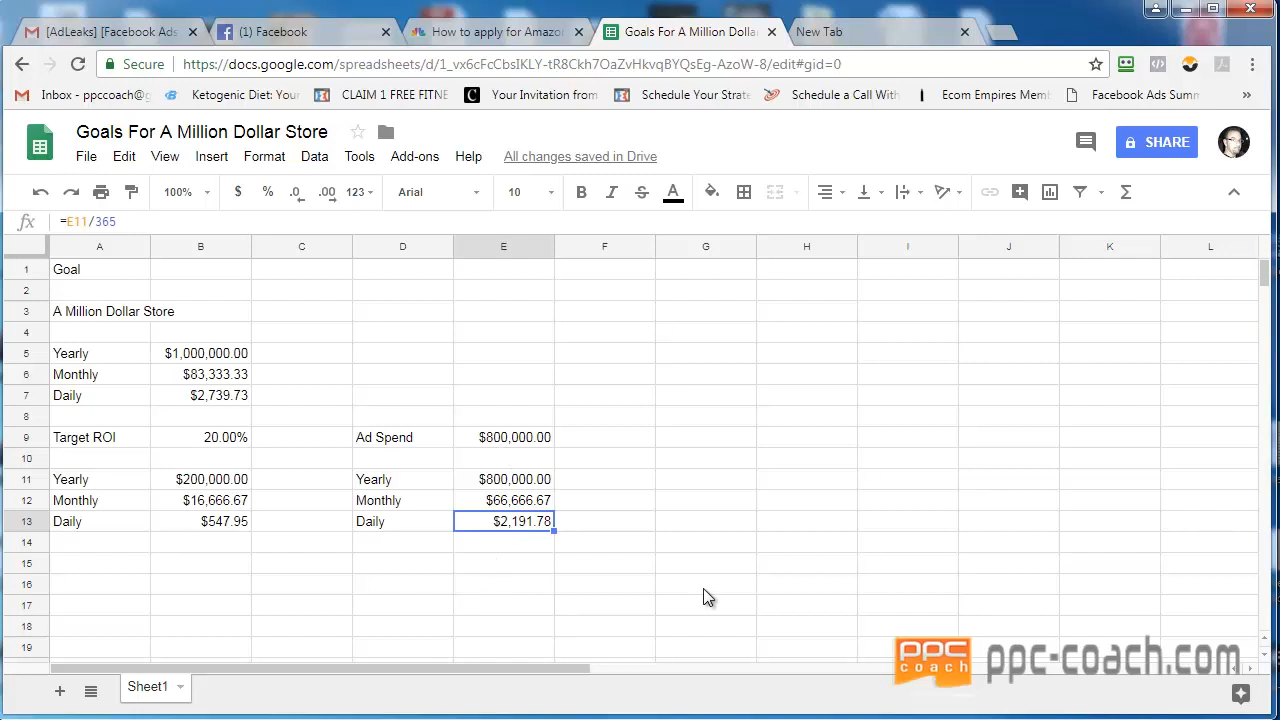 [AdLeaks] [Facebook Ads
(1) Facebook
How to apply for Amazon
Goals For A Million Dolla
New Tab
Secure
https://docs.google.com/spreadsheets/d/1_vx6cFcCbsIKLY-tR8Ckh7OaZvHkvqBYQsEg-AzoW-8/edit#gid=0
Inbox - ppccoach@g
Ketogenic Diet: Your
CLAIM 1 FREE FITNE
Your Invitation from
Schedule Your Strate
Schedule a Call With
Ecom Empires Memb
Facebook Ads Summ
»
Goals For A Million Dollar Store
File Edit View Insert Format Data Tools Add-ons Help All changes saved in Drive
SHARE
100% $ % .0 .00 123 Arial 10 B I S A Σ
fx =E11/365
A B C D E F G H I J K L
1 Goal
2
3 A Million Dollar Store
4
5 Yearly $1,000,000.00
6 Monthly $83,333.33
7 Daily $2,739.73
8
9 Target ROI 20.00% Ad Spend $800,000.00
10
11 Yearly $200,000.00 Yearly $800,000.00
12 Monthly $16,666.67 Monthly $66,666.67
13 Daily $547.95 Daily $2,191.78
14
15
16
17
18
19
ppc coach ppc-coach.com
+ Sheet1